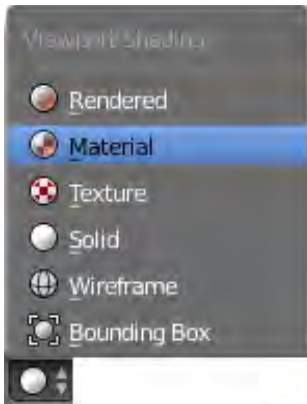 Viewport Shading
Rendered
Material
Texture
Solid
Wireframe
Bounding Box